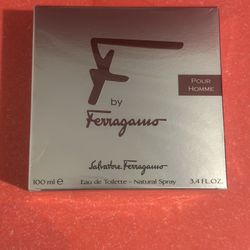 F
by
Ferragamo
POUR
HOMME
Salvatore Ferragamo
100 ml e Eau de Toilette - Natural Spray 3.4 FL.OZ.